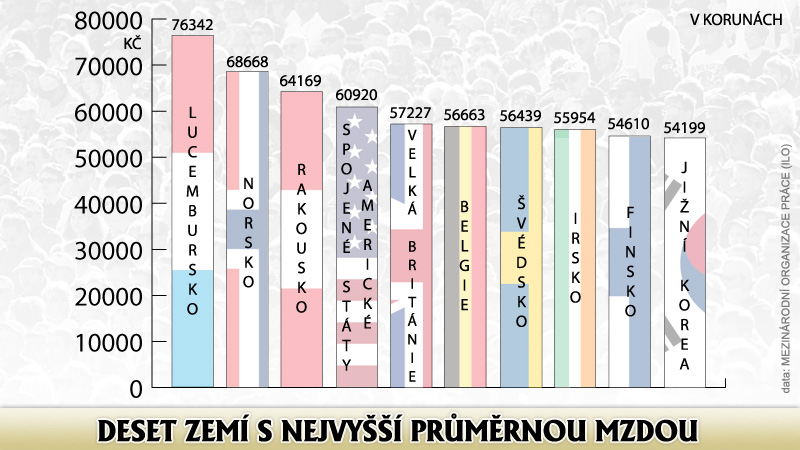 V KORUNÁCH
80000
KČ
70000
60000
50000
40000
30000
20000
10000
0
76342
68668
64169
60920
57227
56663
56439
55954
54610
54199
LUCEMBURSKO
NORSKO
RAKOUSKO
SPOJENÉ STÁTY
AMERICKÉ
VELKÁ BRITÁNIE
BELGIE
ŠVÉDSKO
IRSKO
FINSKO
JIŽNÍ KOREA
data: MEZINÁRODNÍ ORGANIZACE PRÁCE (ILO)
DESET ZEMÍ S NEJVYŠŠÍ PRŮMĚRNOU MZDOU